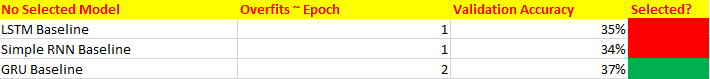 No Selected Model Overfits ~ Epoch Validation Accuracy Selected?
LSTM Baseline 1 35%
Simple RNN Baseline 1 34%
GRU Baseline 2 37%